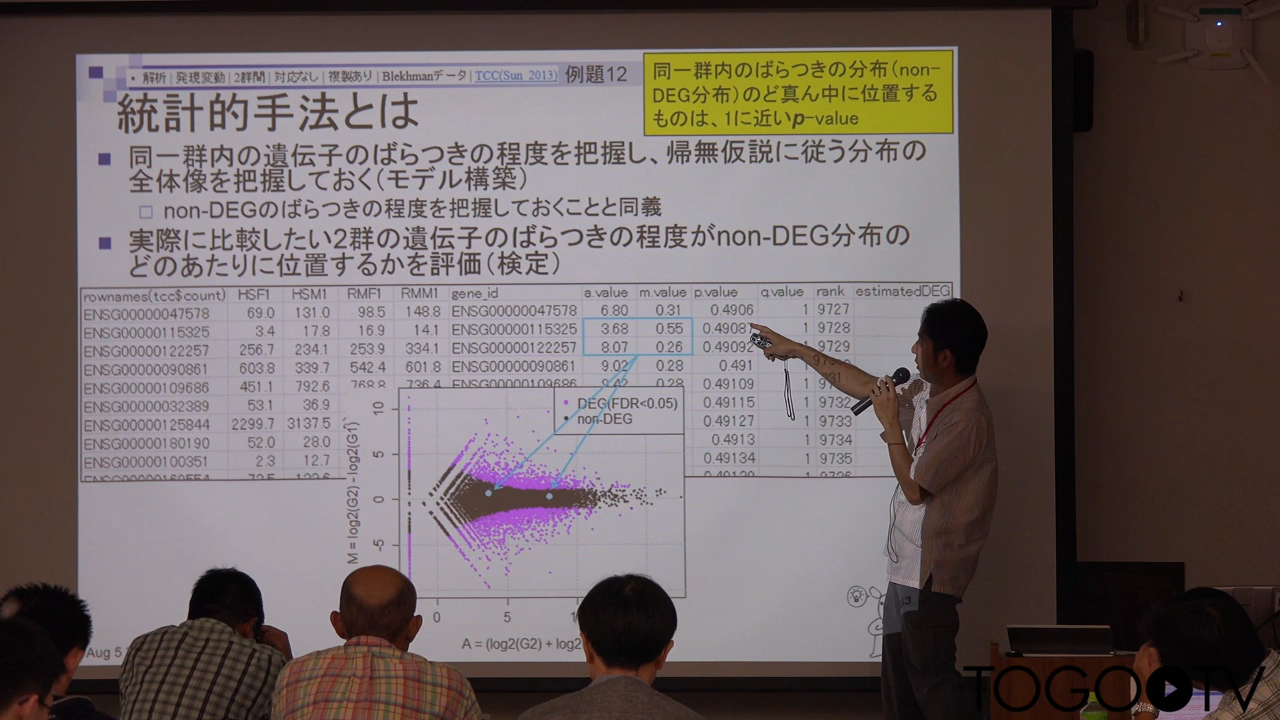 • 解析 | 発現変動 | 2群間 | 対応なし | 複製あり | Blekhmanデータ | TCC(Sun_2013) 例題12
統計的手法とは
同一群内のばらつきの分布(non-
DEG分布)のど真ん中に位置する
ものは、1に近いp-value
同一群内の遺伝子のばらつきの程度を把握し、帰無仮説に従う分布の
全体像を把握しておく(モデル構築)
non-DEGのばらつきの程度を把握しておくことと同義
実際に比較したい2群の遺伝子のばらつきの程度がnon-DEG分布の
どのあたりに位置するかを評価(検定)
rownames(tcc$count) HSF1 HSM1 RMF1 RMM1 gene_id a.value m.value p.value q.value rank estimatedDEG
ENSG00000047578 69.0 131.0 98.5 148.8 ENSG00000047578 6.80 0.31 0.4906 1 9727
ENSG00000115325 3.4 17.8 16.9 14.1 ENSG00000115325 3.68 0.55 0.49087 1 9728
ENSG00000122257 256.7 234.1 253.9 334.1 ENSG00000122257 8.07 0.26 0.49092 1 9729
ENSG00000090861 603.8 339.7 542.4 601.8 ENSG00000090861 9.02 0.28 0.491 1
ENSG00000109886 451.1 792.6 768.8 736.4 0.28 0.49109 1
ENSG00000032389 53.1 36.9 0.49115 1 9732
ENSG00000125844 2299.7 3137.5 0.49127 1 9733
ENSG00000180190 52.0 28.0 0.4913 1 9734
ENSG00000100351 2.3 12.7 0.49134 1 9735
DEG(FDR<0.05)
non-DEG
10
5
0
-5
M = log2(G2) - log2(G1)
0 5
A = (log2(G2) + log2
Aug 5
TOGO TV